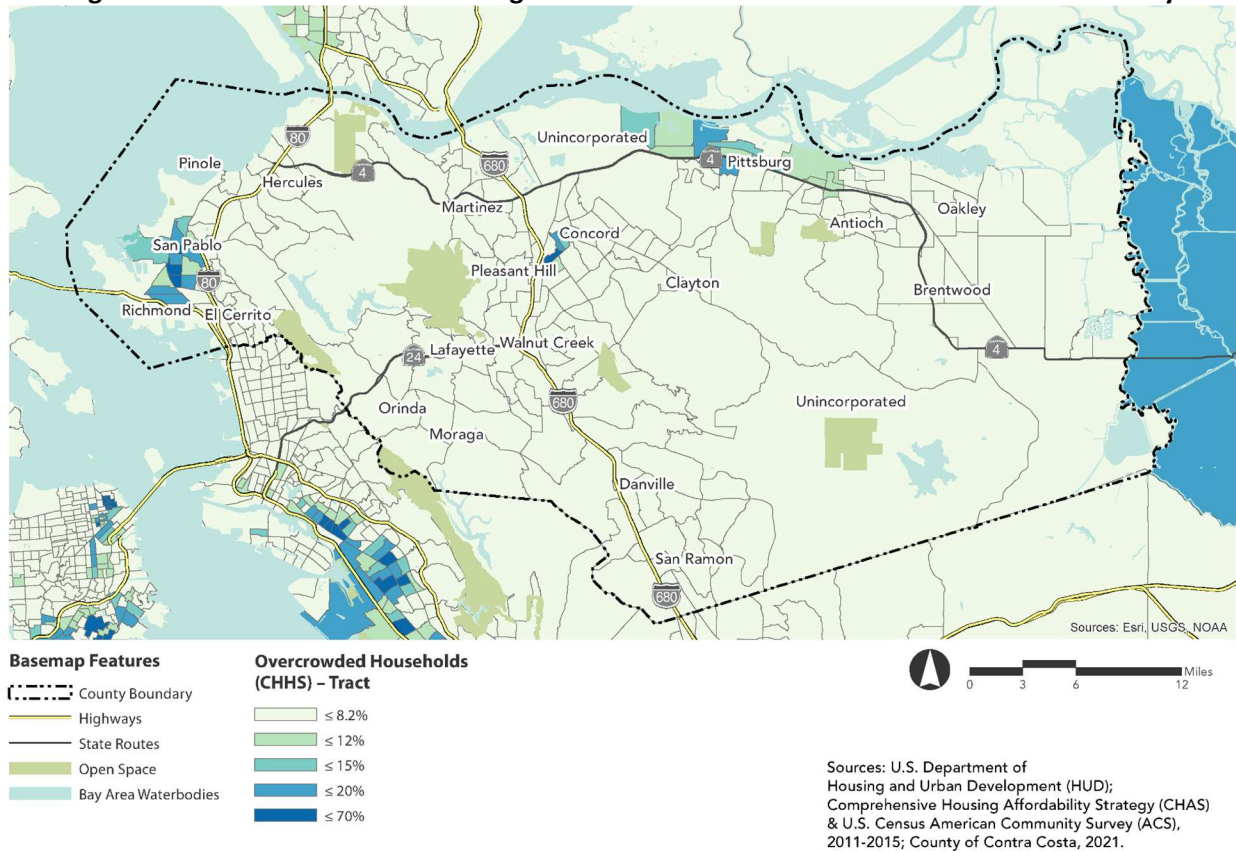 Unincorporated
80
Pinole
680
4
Pittsburg
Hercules
4
Martinez
Oakley
Antioch
Concord
San Pablo
Pleasant Hill
80
Clayton
Brentwood
Richmond
El Cerrito
Walnut Creek
Lafayette
24
4
680
Orinda
Unincorporated
Moraga
Danville
San Ramon
680
Sources: Esri, USGS, NOAA
Basemap Features
County Boundary
Highways
State Routes
Open Space
Bay Area Waterbodies
Overcrowded Households
(CHHS) – Tract
≤ 8.2%
≤ 12%
≤ 15%
≤ 20%
≤ 70%
0 3 6 12 Miles
Sources: U.S. Department of
Housing and Urban Development (HUD);
Comprehensive Housing Affordability Strategy (CHAS)
& U.S. Census American Community Survey (ACS),
2011-2015; County of Contra Costa, 2021.